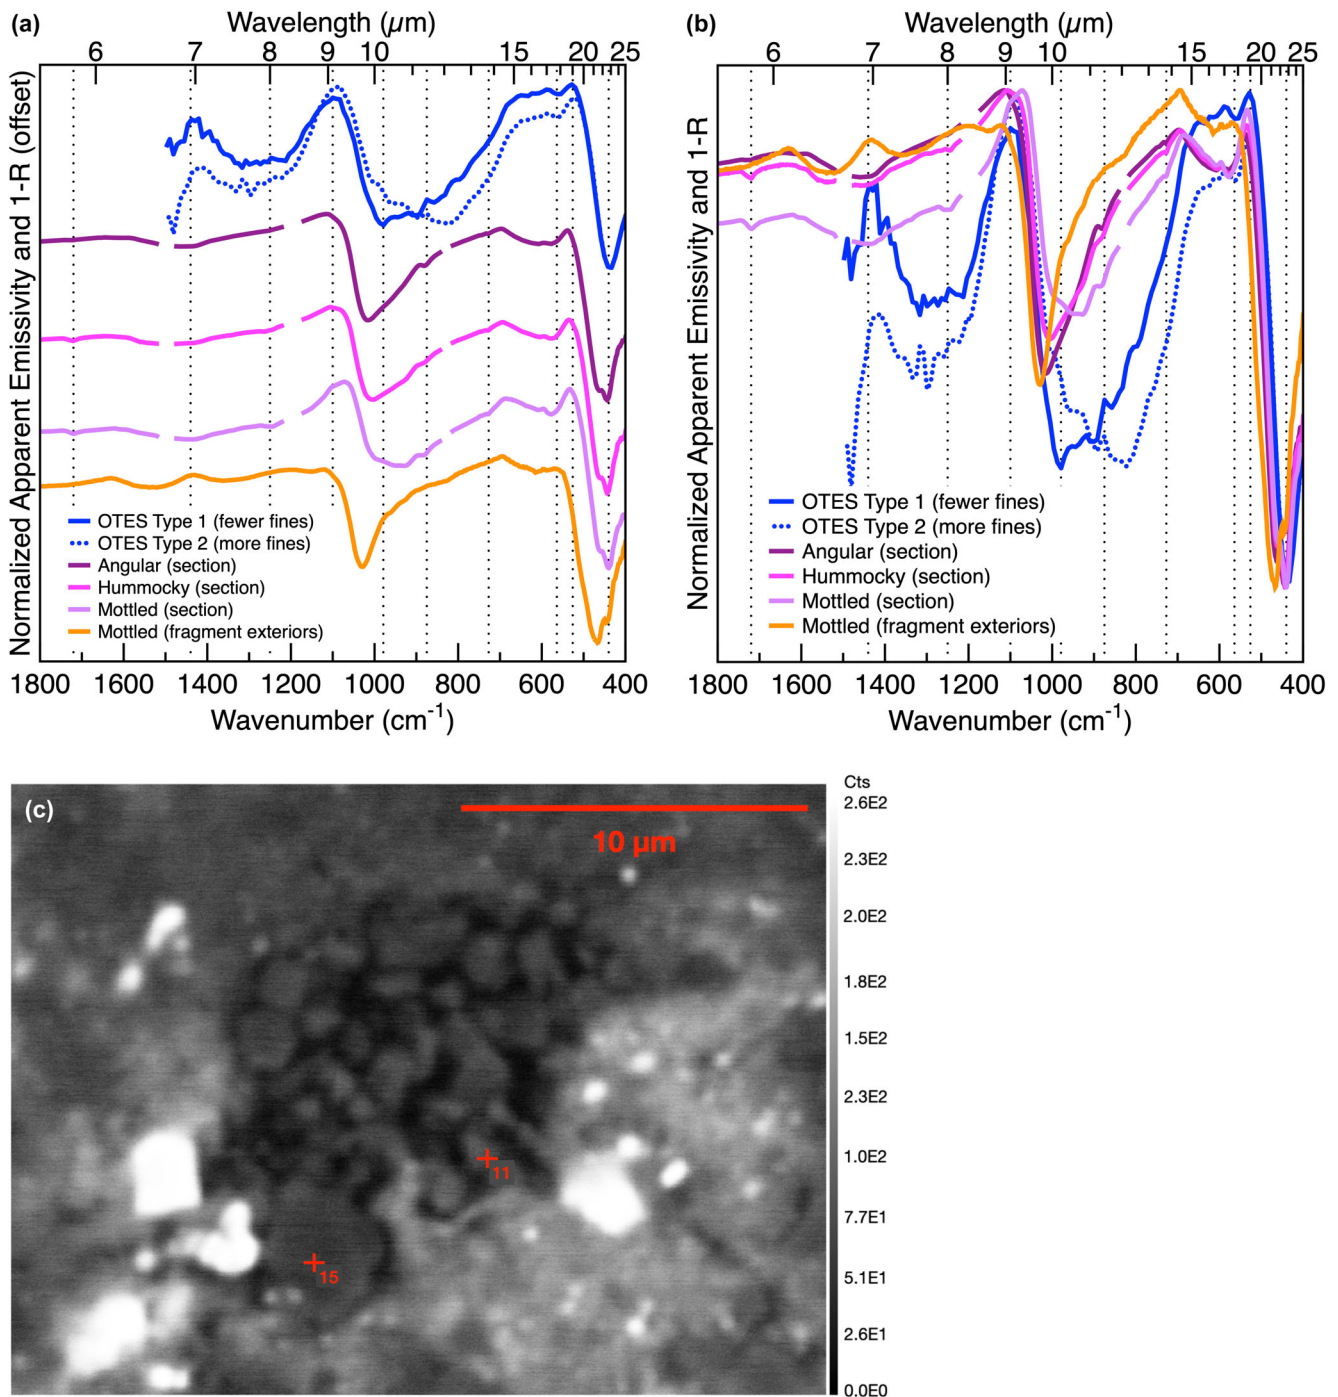 (a)
Wavelength (µm)
6 7 8 9 10 15 20 25
Normalized Apparent Emissivity and 1-R (offset)
OTES Type 1 (fewer fines)
OTES Type 2 (more fines)
Angular (section)
Hummocky (section)
Mottled (section)
Mottled (fragment exteriors)
1800 1600 1400 1200 1000 800 600 400
Wavenumber (cm-1)
(b)
Wavelength (µm)
6 7 8 9 10 15 20 25
Normalized Apparent Emissivity and 1-R
OTES Type 1 (fewer fines)
OTES Type 2 (more fines)
Angular (section)
Hummocky (section)
Mottled (section)
Mottled (fragment exteriors)
1800 1600 1400 1200 1000 800 600 400
Wavenumber (cm-1)
(c)
10 µm
11
15
Cts
2.6E2
2.3E2
2.0E2
1.8E2
1.5E2
2.3E2
1.0E2
7.7E1
5.1E1
2.6E1
0.0E0